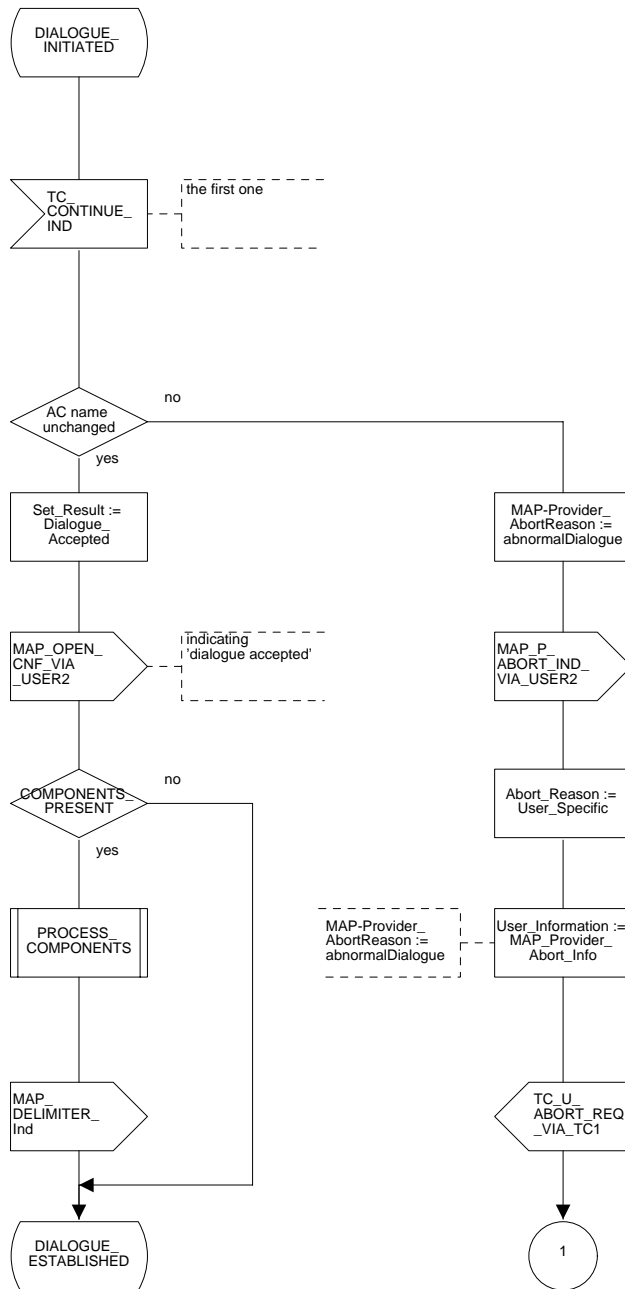 DIALOGUE_
INITIATED
TC_
CONTINUE_
IND
the first one
AC name
unchanged
no
yes
Set_Result :=
Dialogue_
Accepted
MAP-Provider_
AbortReason :=
abnormalDialogue
MAP_OPEN_
CNF_VIA
_USER2
indicating
'dialogue accepted'
MAP_P_
ABORT_IND_
VIA_USER2
COMPONENTS_
PRESENT
no
yes
Abort_Reason :=
User_Specific
PROCESS_
COMPONENTS
MAP-Provider_
AbortReason :=
abnormalDialogue
User_Information :=
MAP_Provider_
Abort_Info
MAP_
DELIMITER_
Ind
TC_U_
ABORT_REQ
_VIA_TC1
DIALOGUE_
ESTABLISHED
1